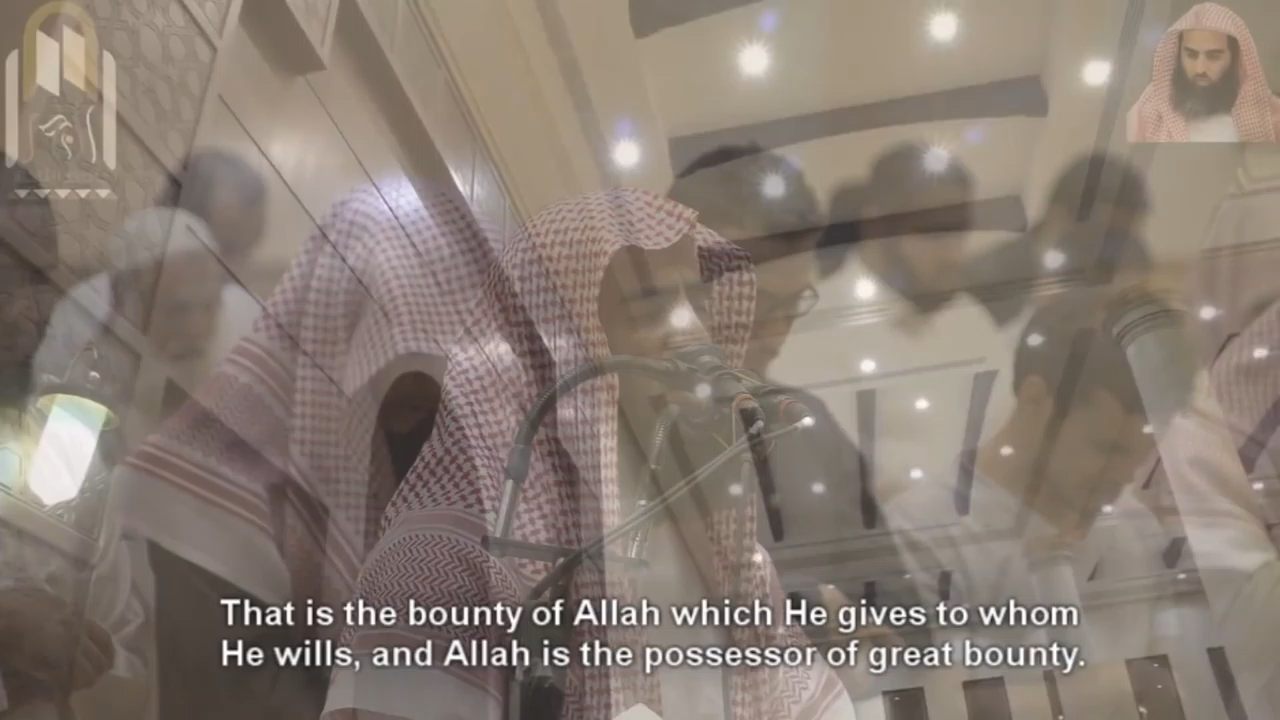 That is the bounty of Allah which He gives to whom
He wills, and Allah is the possessor of great bounty.